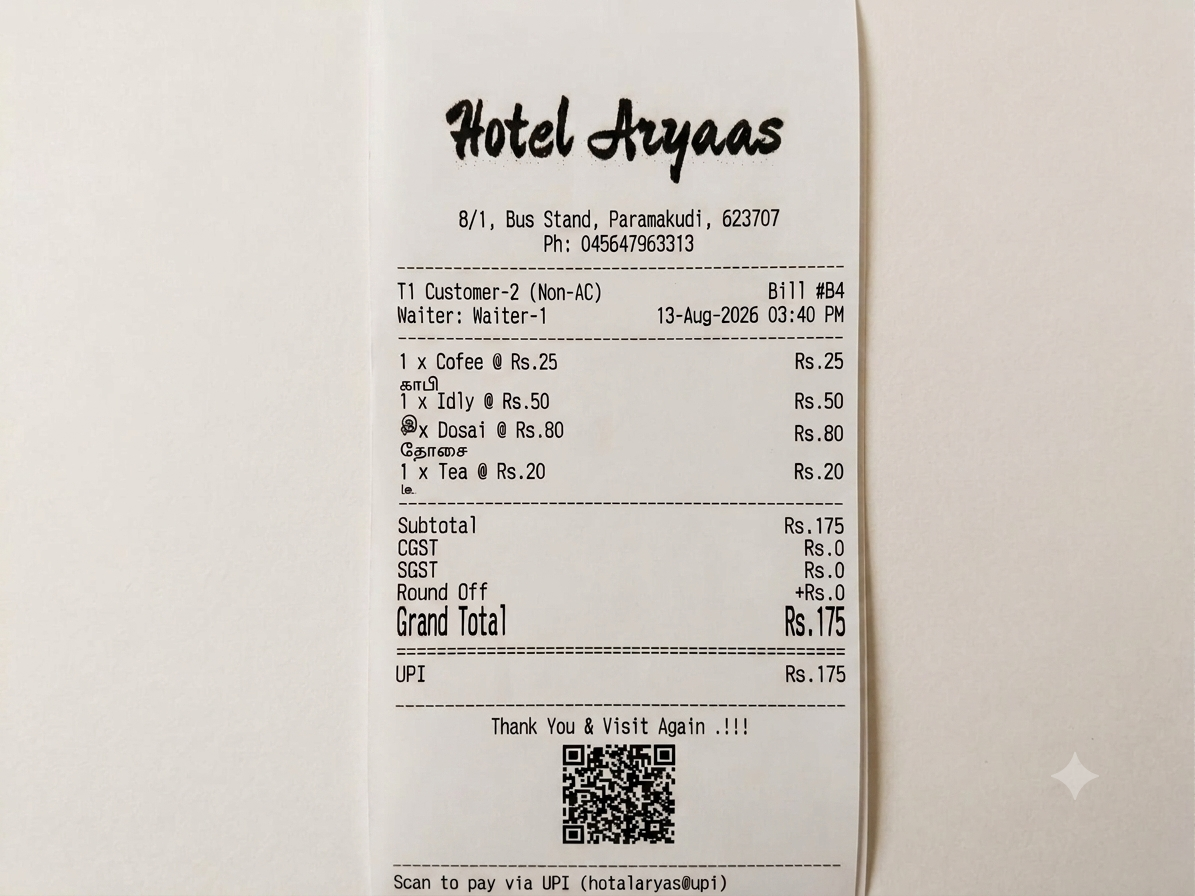 Hotel Aryaas
8/1, Bus Stand, Paramakudi, 623707
Ph: 045647963313
T1 Customer-2 (Non-AC) Bill #B4
Waiter: Waiter-1 13-Aug-2026 03:40 PM
1 x Cofee @ Rs.25 Rs.25
காபி
1 x Idly @ Rs.50 Rs.50
x Dosai @ Rs.80 Rs.80
தோசை
1 x Tea @ Rs.20 Rs.20
Subtotal Rs.175
CGST Rs.0
SGST Rs.0
Round Off +Rs.0
Grand Total Rs.175
UPI Rs.175
Thank You & Visit Again .!!!
Scan to pay via UPI (hotalaryas@upi)